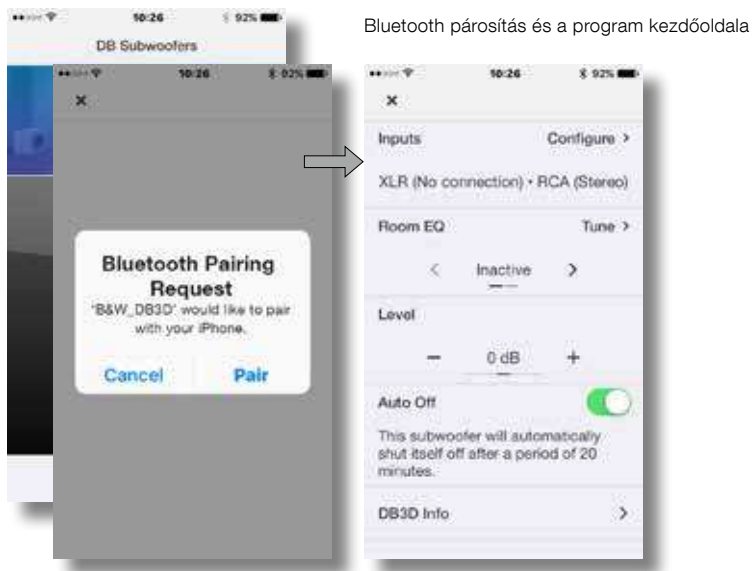 Bluetooth párosítás és a program kezdőoldala
10:26
92%
DB Subwoofers
10:26
92%
×
Bluetooth Pairing
Request
"B&W_DB3D" would like to pair
with your iPhone.
Cancel
Pair
10:26
92%
×
Inputs Configure >
XLR (No connection) • RCA (Stereo)
Room EQ Tune >
< Inactive >
Level
− 0 dB +
Auto Off
This subwoofer will automatically
shut itself off after a period of 20
minutes.
DB3D Info >